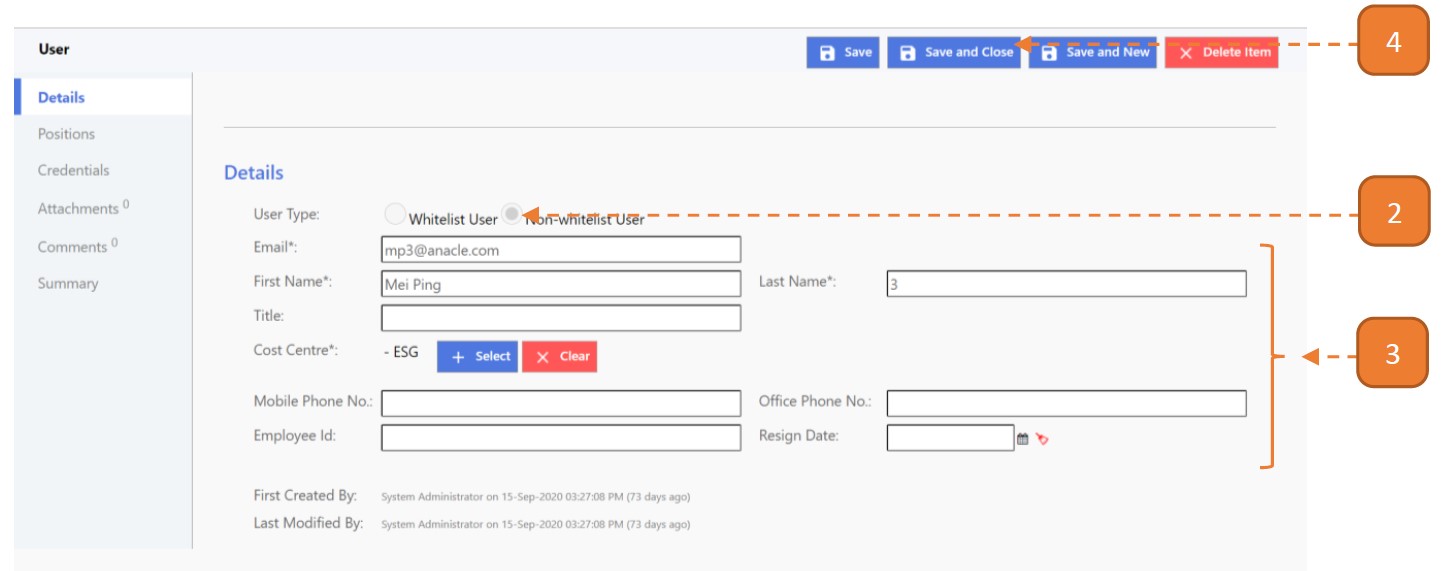 User
Save
Save and Close
Save and New
Delete Item
4
Details
Positions
Credentials
Attachments 0
Comments 0
Summary
Details
User Type:
Whitelist User
Non-whitelist User
2
Email*:
mp3@anacle.com
First Name*:
Mei Ping
Last Name*:
3
Title:
Cost Centre*:
- ESG
Select
Clear
3
Mobile Phone No.:
Office Phone No.:
Employee Id:
Resign Date:
First Created By:
System Administrator on 15-Sep-2020 03:27:08 PM (73 days ago)
Last Modified By:
System Administrator on 15-Sep-2020 03:27:08 PM (73 days ago)